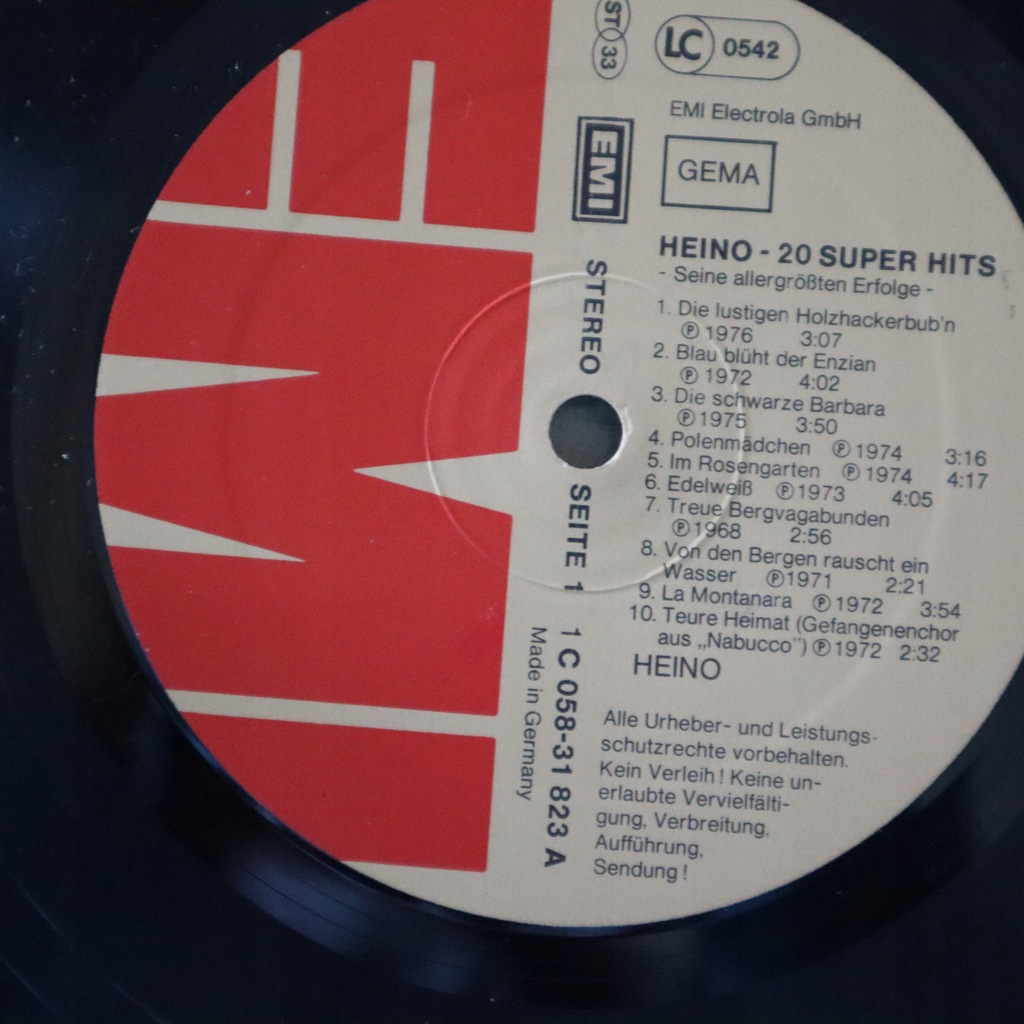 ST 33
LC 0542
EMI Electrola GmbH
EMI
GEMA
HEINO - 20 SUPER HITS
- Seine allergrößten Erfolge -
STEREO
1. Die lustigen Holzhackerbub'n
Ⓟ 1976 3:07
2. Blau blüht der Enzian
Ⓟ 1972 4:02
3. Die schwarze Barbara
Ⓟ 1975 3:50
4. Polenmädchen Ⓟ 1974 3:16
5. Im Rosengarten Ⓟ 1974 4:17
6. Edelweiß Ⓟ 1973 4:05
7. Treue Bergvagabunden
Ⓟ 1968 2:56
8. Von den Bergen rauscht ein
Wasser Ⓟ 1971 2:21
9. La Montanara Ⓟ 1972 3:54
10. Teure Heimat (Gefangenenchor
aus „Nabucco") Ⓟ 1972 2:32
HEINO
SEITE 1
1 C 058-31 823 A
Made in Germany
Alle Urheber- und Leistungs-
schutzrechte vorbehalten.
Kein Verleih! Keine un-
erlaubte Vervielfälti-
gung, Verbreitung,
Aufführung,
Sendung!
EMI